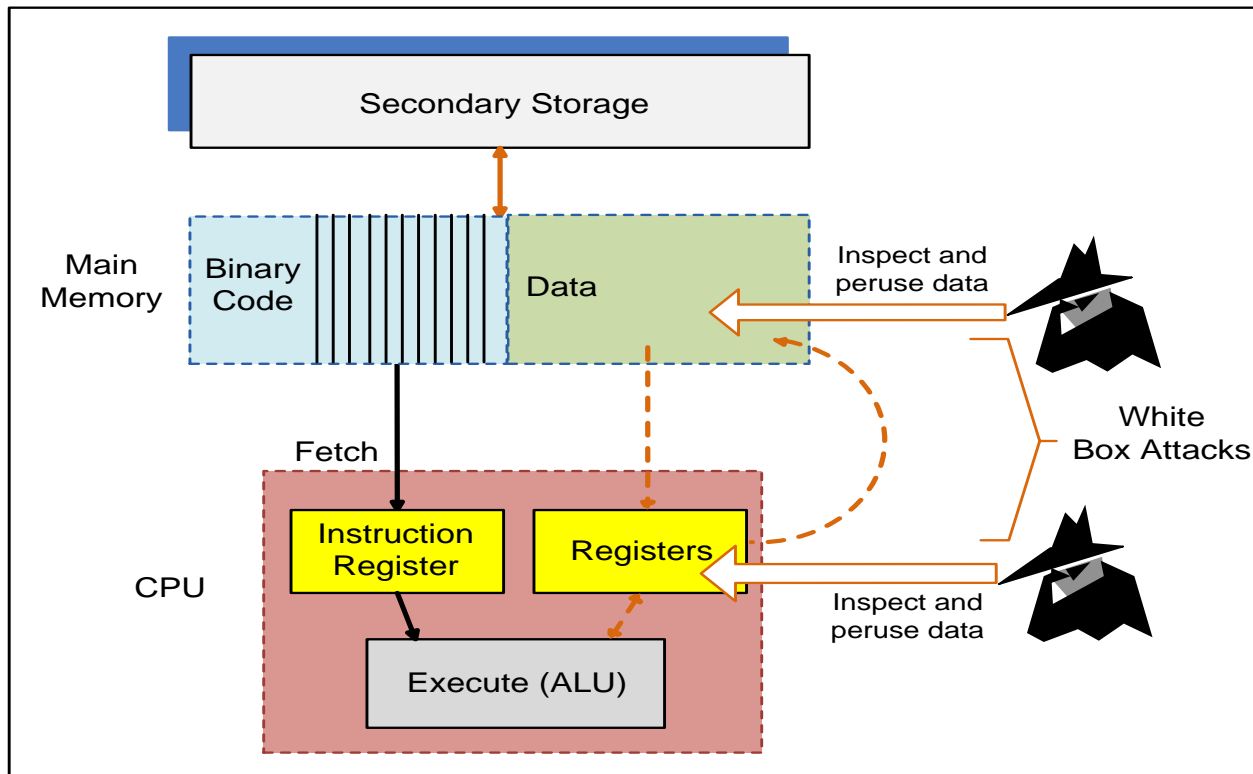 Secondary Storage
Main
Memory
Binary
Code
Data
Inspect and
peruse data
White
Box Attacks
Fetch
CPU
Instruction
Register
Registers
Inspect and
peruse data
Execute (ALU)